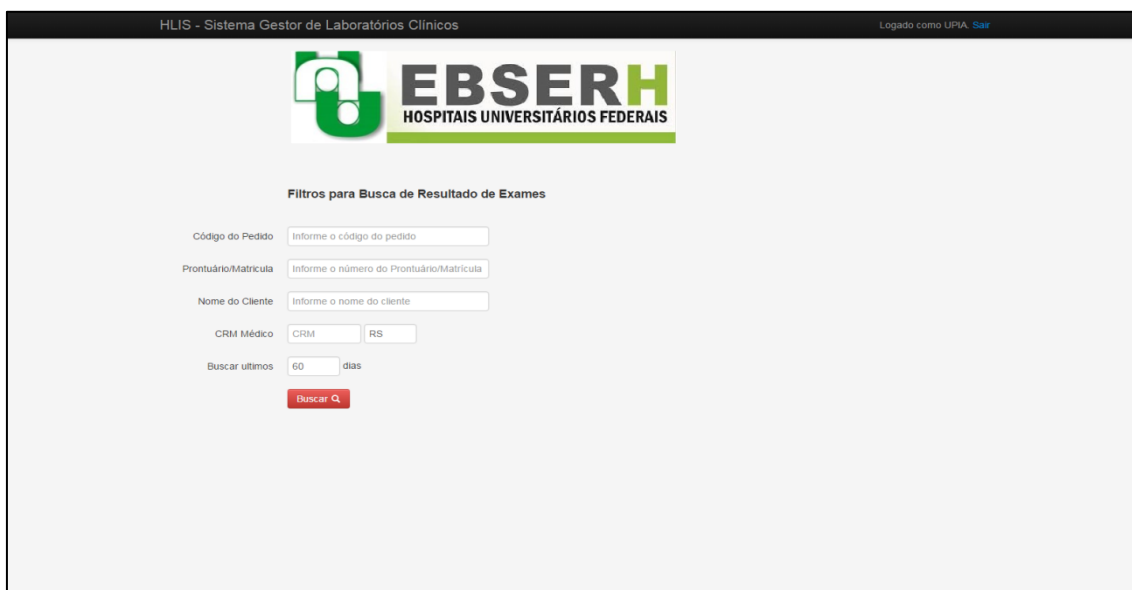 HLIS - Sistema Gestor de Laboratórios Clínicos Logado como UPIA. Sair
EBSERH
HOSPITAIS UNIVERSITÁRIOS FEDERAIS
Filtros para Busca de Resultado de Exames
Código do Pedido Informe o código do pedido
Prontuário/Matricula Informe o número do Prontuário/Matrícula
Nome do Cliente Informe o nome do cliente
CRM Médico CRM RS
Buscar ultimos 60 dias
Buscar